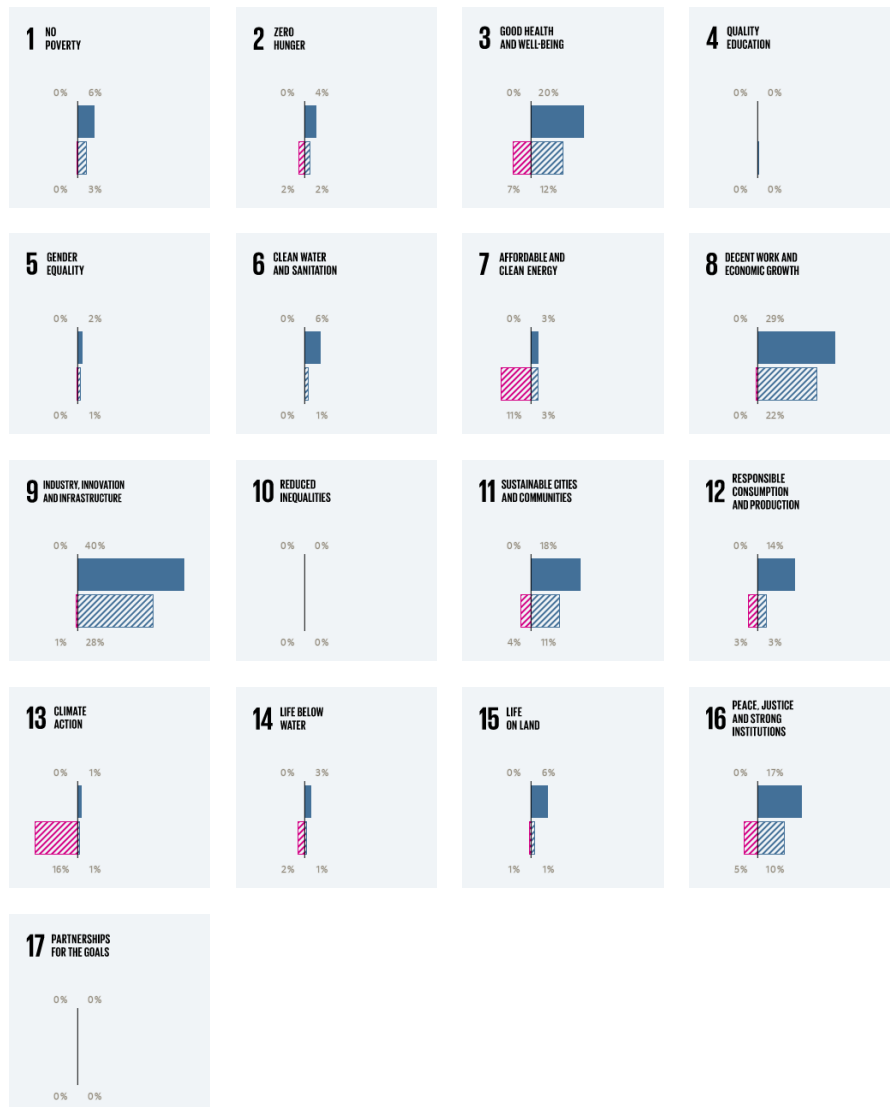 1 NO
POVERTY
0% 6%
0% 3%
2 ZERO
HUNGER
0% 4%
2% 2%
3 GOOD HEALTH
AND WELL-BEING
0% 20%
7% 12%
4 QUALITY
EDUCATION
0% 0%
0% 0%
5 GENDER
EQUALITY
0% 2%
0% 1%
6 CLEAN WATER
AND SANITATION
0% 6%
0% 1%
7 AFFORDABLE AND
CLEAN ENERGY
0% 3%
11% 3%
8 DECENT WORK AND
ECONOMIC GROWTH
0% 29%
0% 22%
9 INDUSTRY, INNOVATION
AND INFRASTRUCTURE
0% 40%
1% 28%
10 REDUCED
INEQUALITIES
0% 0%
0% 0%
11 SUSTAINABLE CITIES
AND COMMUNITIES
0% 18%
4% 11%
12 RESPONSIBLE
CONSUMPTION
AND PRODUCTION
0% 14%
3% 3%
13 CLIMATE
ACTION
0% 1%
16% 1%
14 LIFE BELOW
WATER
0% 3%
2% 1%
15 LIFE
ON LAND
0% 6%
1% 1%
16 PEACE, JUSTICE
AND STRONG
INSTITUTIONS
0% 17%
5% 10%
17 PARTNERSHIPS
FOR THE GOALS
0% 0%
0% 0%